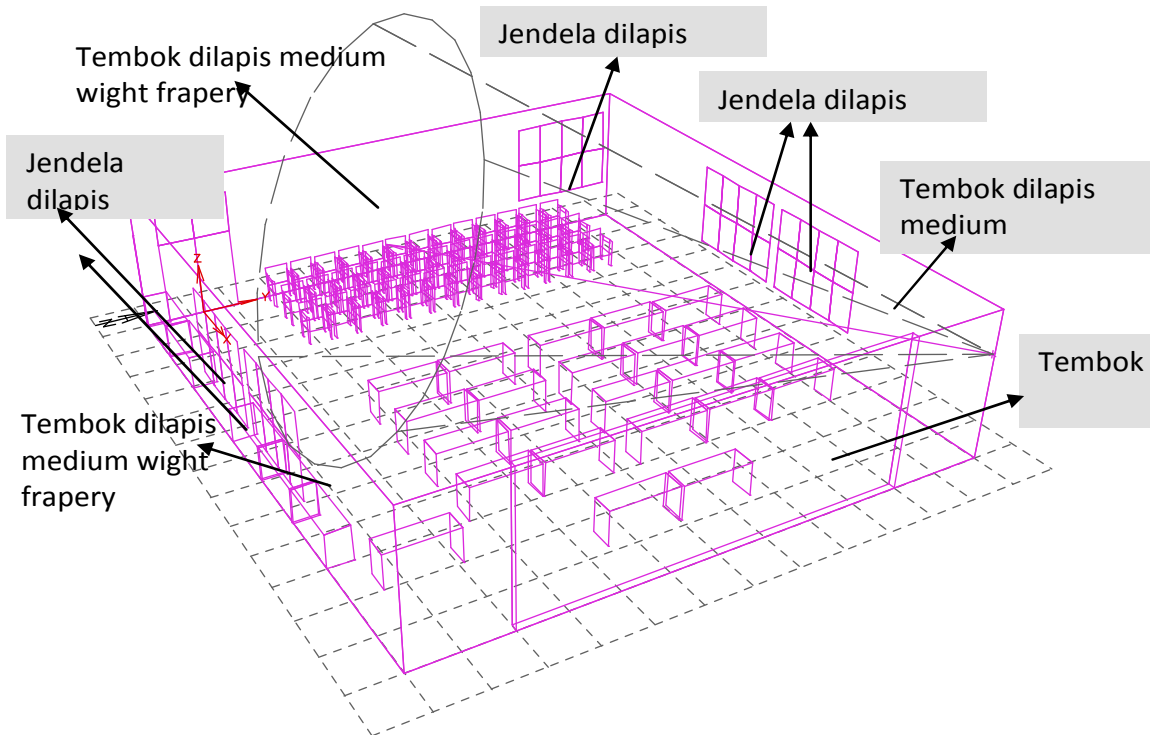 Jendela dilapis
Tembok dilapis medium
wight frapery
Jendela dilapis
Jendela
dilapis
Tembok dilapis
medium
Tembok
Tembok dilapis
medium wight
frapery
Z
Y
X